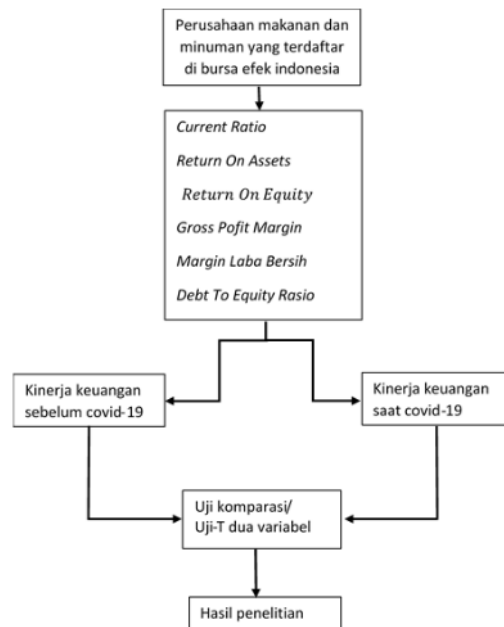 Perusahaan makanan dan
minuman yang terdaftar
di bursa efek indonesia
Current Ratio
Return On Assets
Return On Equity
Gross Pofit Margin
Margin Laba Bersih
Debt To Equity Rasio
Kinerja keuangan
sebelum covid-19
Kinerja keuangan
saat covid-19
Uji komparasi/
Uji-T dua variabel
Hasil penelitian